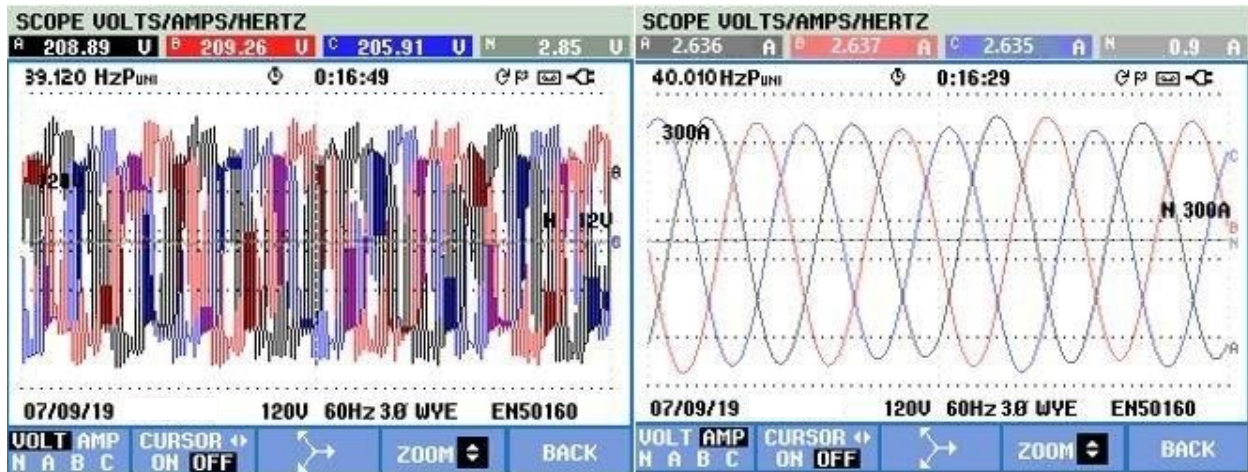 SCOPE VOLTS/AMPS/HERTZ
A 208.89 V B 209.26 V C 205.91 V N 2.85 V
39.120 HzPUNI 0:16:49
A
N 12V
07/09/19 120V 60Hz 3Ø WYE EN50160
VOLT AMP CURSOR ZOOM BACK
N A B C ON OFF
SCOPE VOLTS/AMPS/HERTZ
A 2.636 A B 2.637 A C 2.635 A N 0.9 A
40.010HzPUNI 0:16:29
300A
C
N 300A
B
N
A
07/09/19 120V 60Hz 3Ø WYE EN50160
VOLT AMP CURSOR ZOOM BACK
N A B C ON OFF